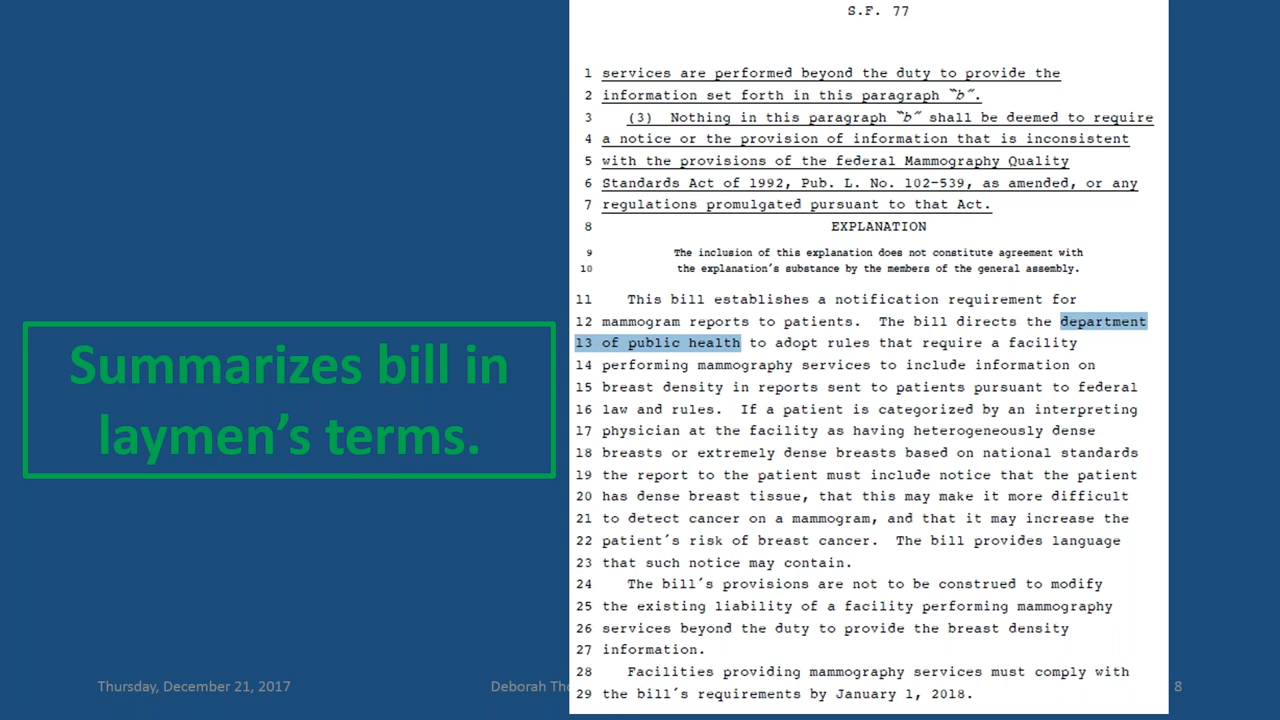 S.F. 77
1 services are performed beyond the duty to provide the
2 information set forth in this paragraph “b”.
3 (3) Nothing in this paragraph “b” shall be deemed to require
4 a notice or the provision of information that is inconsistent
5 with the provisions of the federal Mammography Quality
6 Standards Act of 1992, Pub. L. No. 102-539, as amended, or any
7 regulations promulgated pursuant to that Act.
8 EXPLANATION
9 The inclusion of this explanation does not constitute agreement with
10 the explanation's substance by the members of the general assembly.
11 This bill establishes a notification requirement for
12 mammogram reports to patients. The bill directs the department
13 of public health to adopt rules that require a facility
14 performing mammography services to include information on
15 breast density in reports sent to patients pursuant to federal
16 law and rules. If a patient is categorized by an interpreting
17 physician at the facility as having heterogeneously dense
18 breasts or extremely dense breasts based on national standards
19 the report to the patient must include notice that the patient
20 has dense breast tissue, that this may make it more difficult
21 to detect cancer on a mammogram, and that it may increase the
22 patient's risk of breast cancer. The bill provides language
23 that such notice may contain.
24 The bill's provisions are not to be construed to modify
25 the existing liability of a facility performing mammography
26 services beyond the duty to provide the breast density
27 information.
28 Facilities providing mammography services must comply with
29 the bill's requirements by January 1, 2018.
Summarizes bill in
laymen's terms.
Thursday, December 21, 2017
Deborah
8